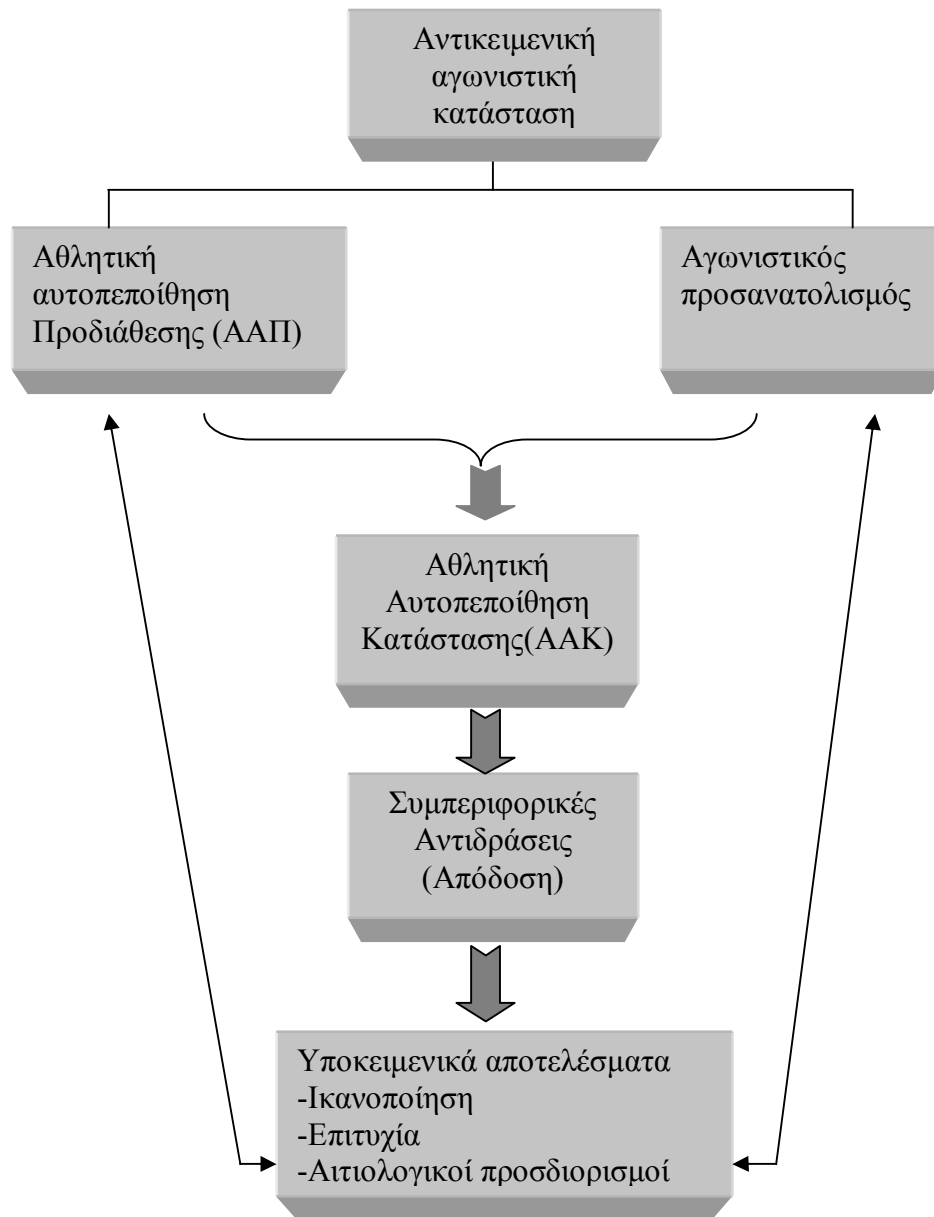 Αντικειμενική
αγωνιστική
κατάσταση
Αθλητική
αυτοπεποίθηση
Προδιάθεσης (ΑΑΠ)
Αγωνιστικός
προσανατολισμός
Αθλητική
Αυτοπεποίθηση
Κατάστασης(ΑΑΚ)
Συμπεριφορικές
Αντιδράσεις
(Απόδοση)
Υποκειμενικά αποτελέσματα
-Ικανοποίηση
-Επιτυχία
-Αιτιολογικοί προσδιορισμοί